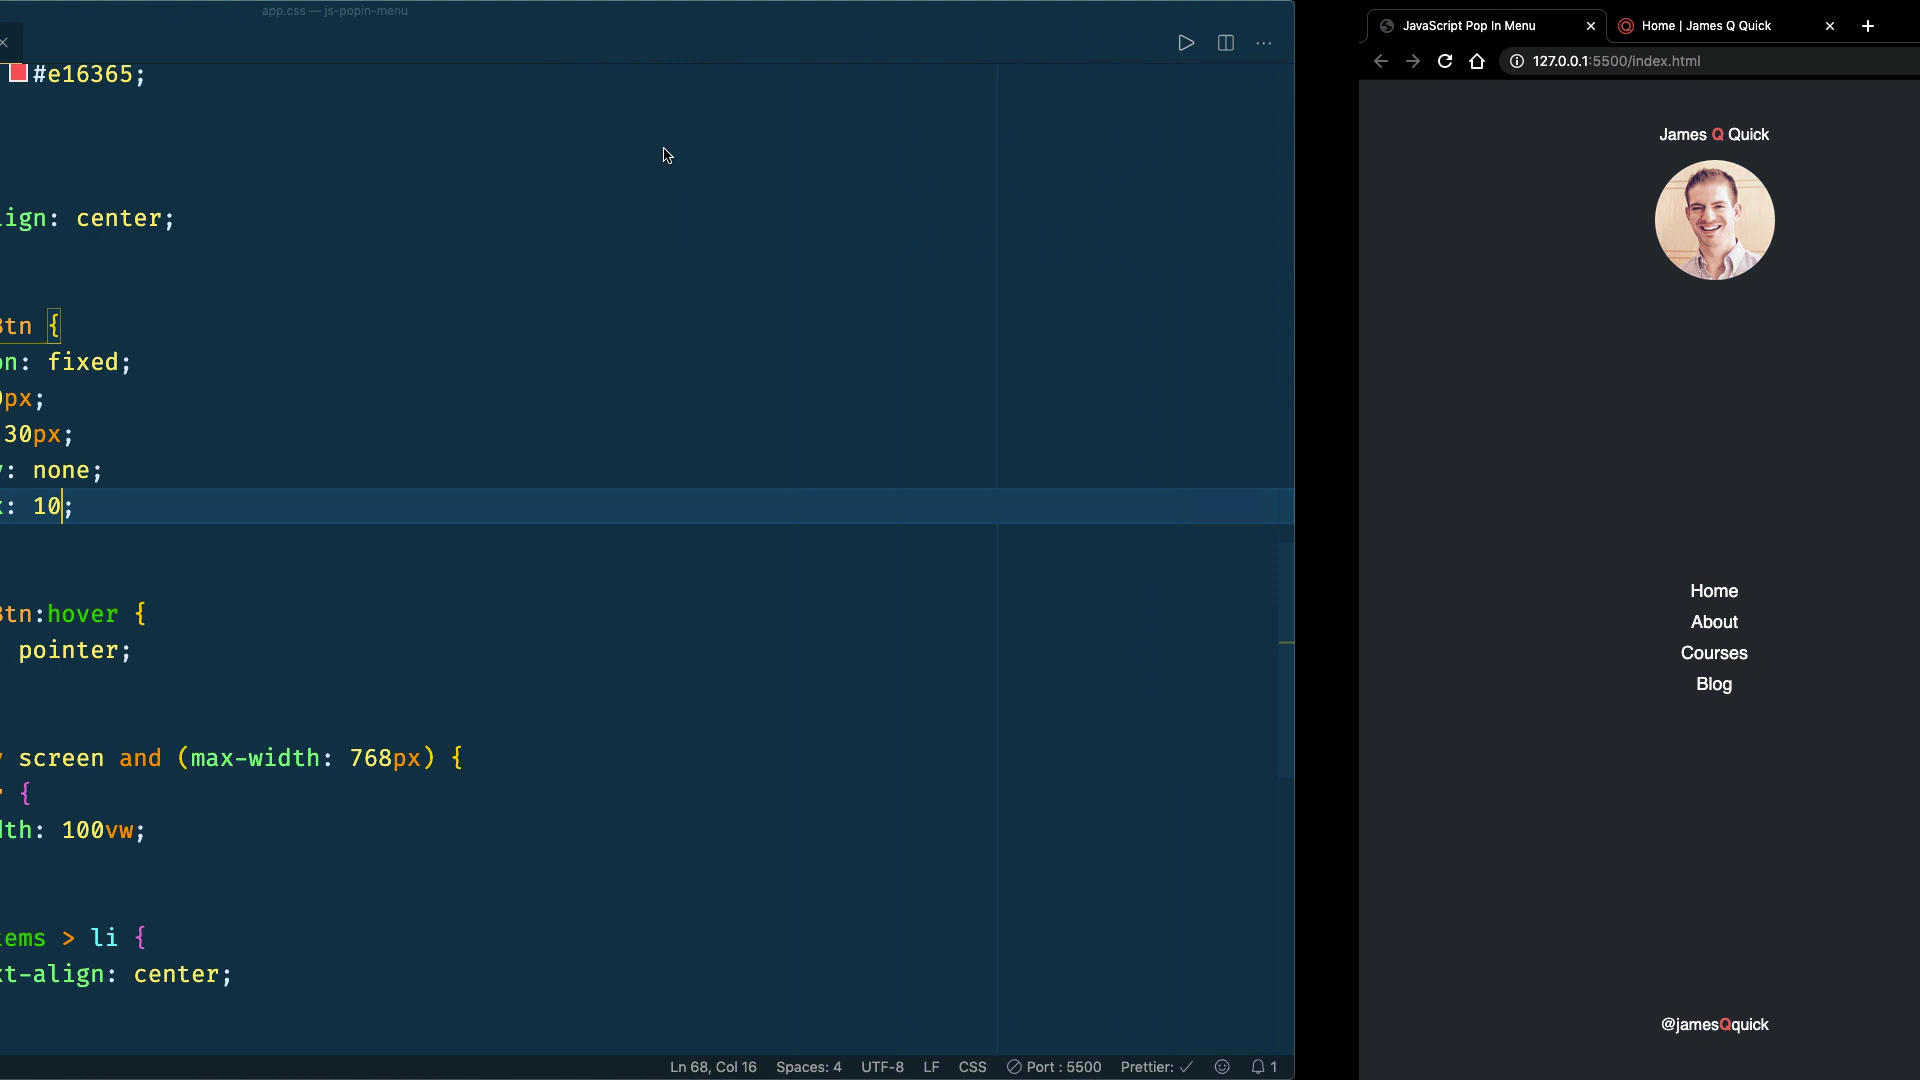 app.css — js-popin-menu
#e16365;
ign: center;
tn {
n: fixed;
px;
30px;
: none;
: 10;
tn:hover {
pointer;
screen and (max-width: 768px) {
{
th: 100vw;
ems > li {
t-align: center;
Ln 68, Col 16 Spaces: 4 UTF-8 LF CSS Port : 5500 Prettier: ✓ 1
JavaScript Pop In Menu
Home | James Q Quick
127.0.0.1:5500/index.html
James Q Quick
Home
About
Courses
Blog
@jamesQquick